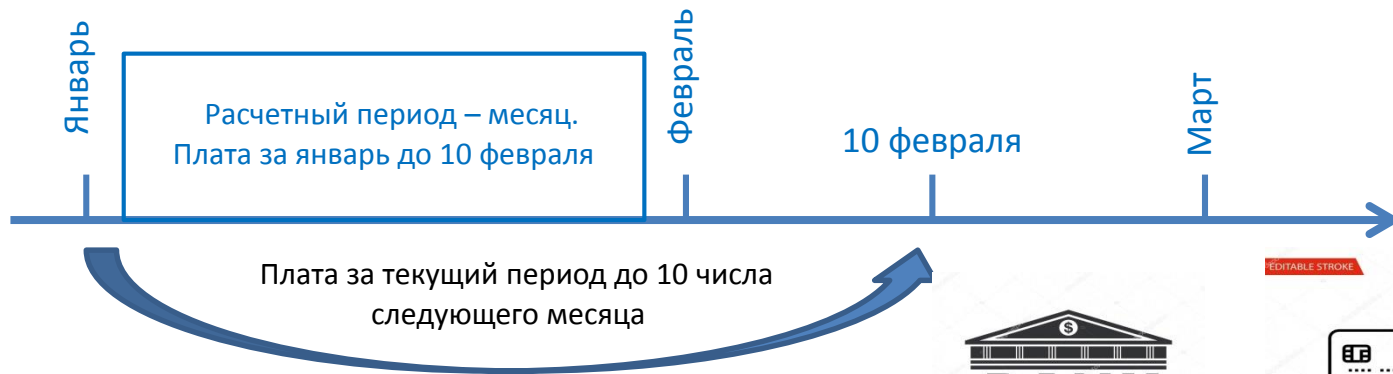 Январь
Расчетный период – месяц.
Плата за январь до 10 февраля
Февраль
10 февраля
Март
Плата за текущий период до 10 числа
следующего месяца
EDITABLE STROKE
$